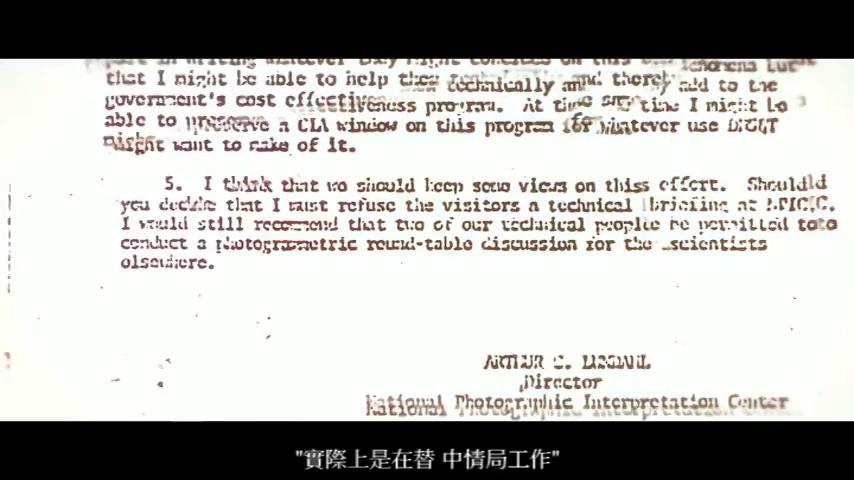 that I might be able to help them technically and thereby add to the
government's cost effectiveness program. At the same time I might be
able to preserve a CIA window on this program for whatever use
might want to make of it.
5. I think that we should keep some views on this effort. Should
you decide that I must refuse the visitors a technical briefing at NPIC,
I would still recommend that two of our technical people be permitted to
conduct a photogrammetric round-table discussion for the scientists
elsewhere.
ARTHUR C. LUNDAHL
Director
National Photographic Interpretation Center
"實際上是在替 中情局工作"